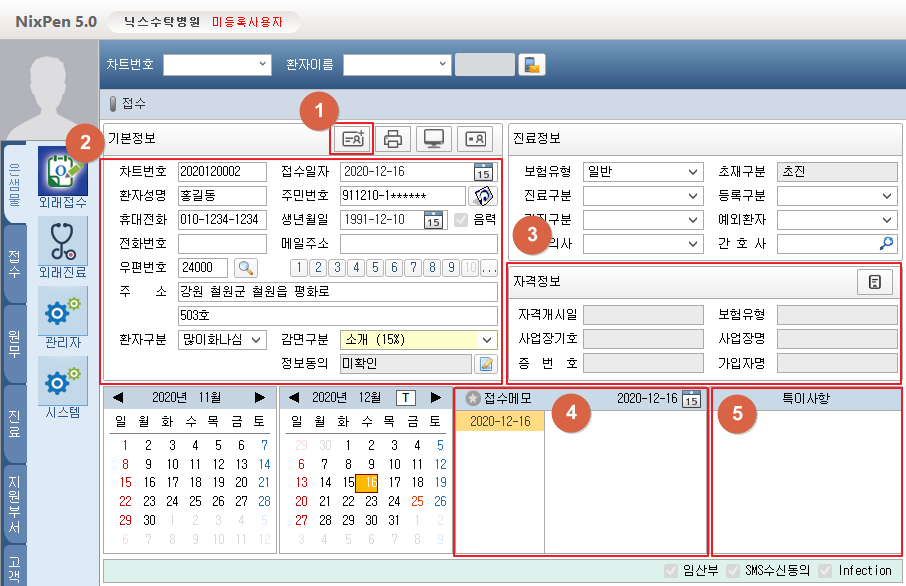 NixPen 5.0 닉스수탁병원 미등록사용자
차트번호 환자이름
접수
1
기본정보
진료정보
2
은샘물
접수
원무
진료
지원부서
고객
외래접수
외래진료
관리자
시스템
차트번호 2020120002 접수일자 2020-12-16 15
환자성명 홍길동 주민번호 911210-1******
휴대전화 010-1234-1234 생년월일 1991-12-10 15 음력
전화번호 메일주소
우편번호 24000 1 2 3 4 5 6 7 8 9 10 ...
주 소 강원 철원군 철원읍 평화로
503호
환자구분 많이화나심 감면구분 소개 (15%)
정보동의 미확인
보험유형 일반 초재구분 초진
진료구분 등록구분
구분 예외환자
3
의사 간 호 사
자격정보
자격개시일 보험유형
사업장기호 사업장명
증 번 호 가입자명
◀ 2020년 11월 ▶
일 월 화 수 목 금 토
1 2 3 4 5 6 7
8 9 10 11 12 13 14
15 16 17 18 19 20 21
22 23 24 25 26 27 28
29 30 1 2 3 4 5
6 7 8 9 10 11 12
◀ 2020년 12월 T ▶
일 월 화 수 목 금 토
29 30 1 2 3 4 5
6 7 8 9 10 11 12
13 14 15 16 17 18 19
20 21 22 23 24 25 26
27 28 29 30 31 1 2
3 4 5 6 7 8 9
접수메모 2020-12-16 15
2020-12-16
4
특이사항
5
임산부 SMS수신동의 Infection